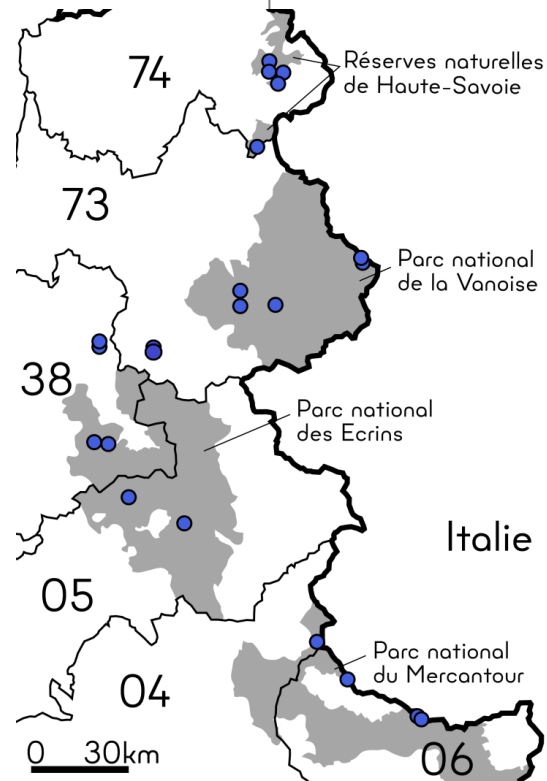 74
Réserves naturelles
de Haute-Savoie
73
Parc national
de la Vanoise
38
Parc national
des Ecrins
Italie
05
Parc national
du Mercantour
04
06
0 30km